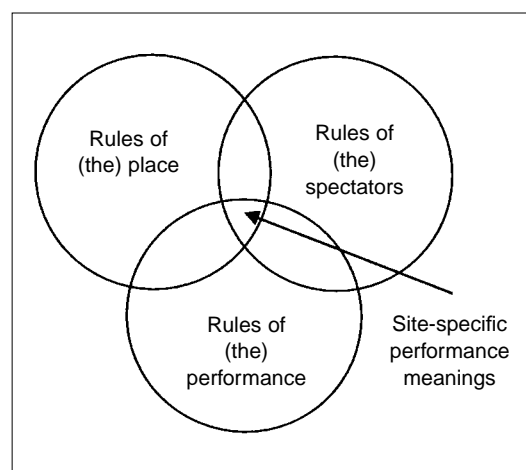 Rules of
(the) place
Rules of
(the)
spectators
Rules of
(the)
performance
Site-specific
performance
meanings